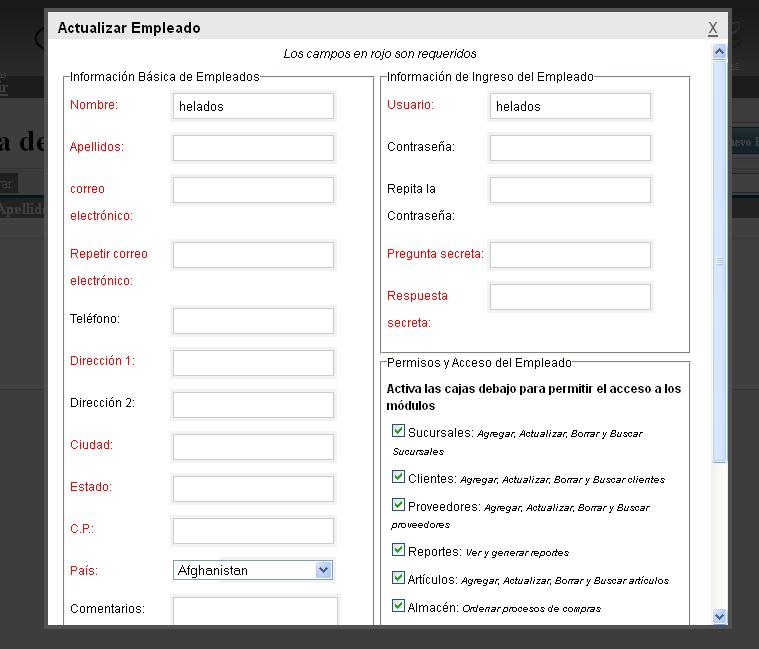 Actualizar Empleado
X
Los campos en rojo son requeridos
Información Básica de Empleados
Nombre:
helados
Apellidos:
correo
electrónico:
Repetir correo
electrónico:
Teléfono:
Dirección 1:
Dirección 2:
Ciudad:
Estado:
C.P.:
País:
Afghanistan
Comentarios:
Información de Ingreso del Empleado
Usuario:
helados
Contraseña:
Repita la
Contraseña:
Pregunta secreta:
Respuesta
secreta:
Permisos y Acceso del Empleado
Activa las cajas debajo para permitir el acceso a los
módulos
Sucursales: Agregar, Actualizar, Borrar y Buscar
Sucursales
Clientes: Agregar, Actualizar, Borrar y Buscar clientes
Proveedores: Agregar, Actualizar, Borrar y Buscar
proveedores
Reportes: Ver y generar reportes
Artículos: Agregar, Actualizar, Borrar y Buscar artículos
Almacén: Ordenar procesos de compras